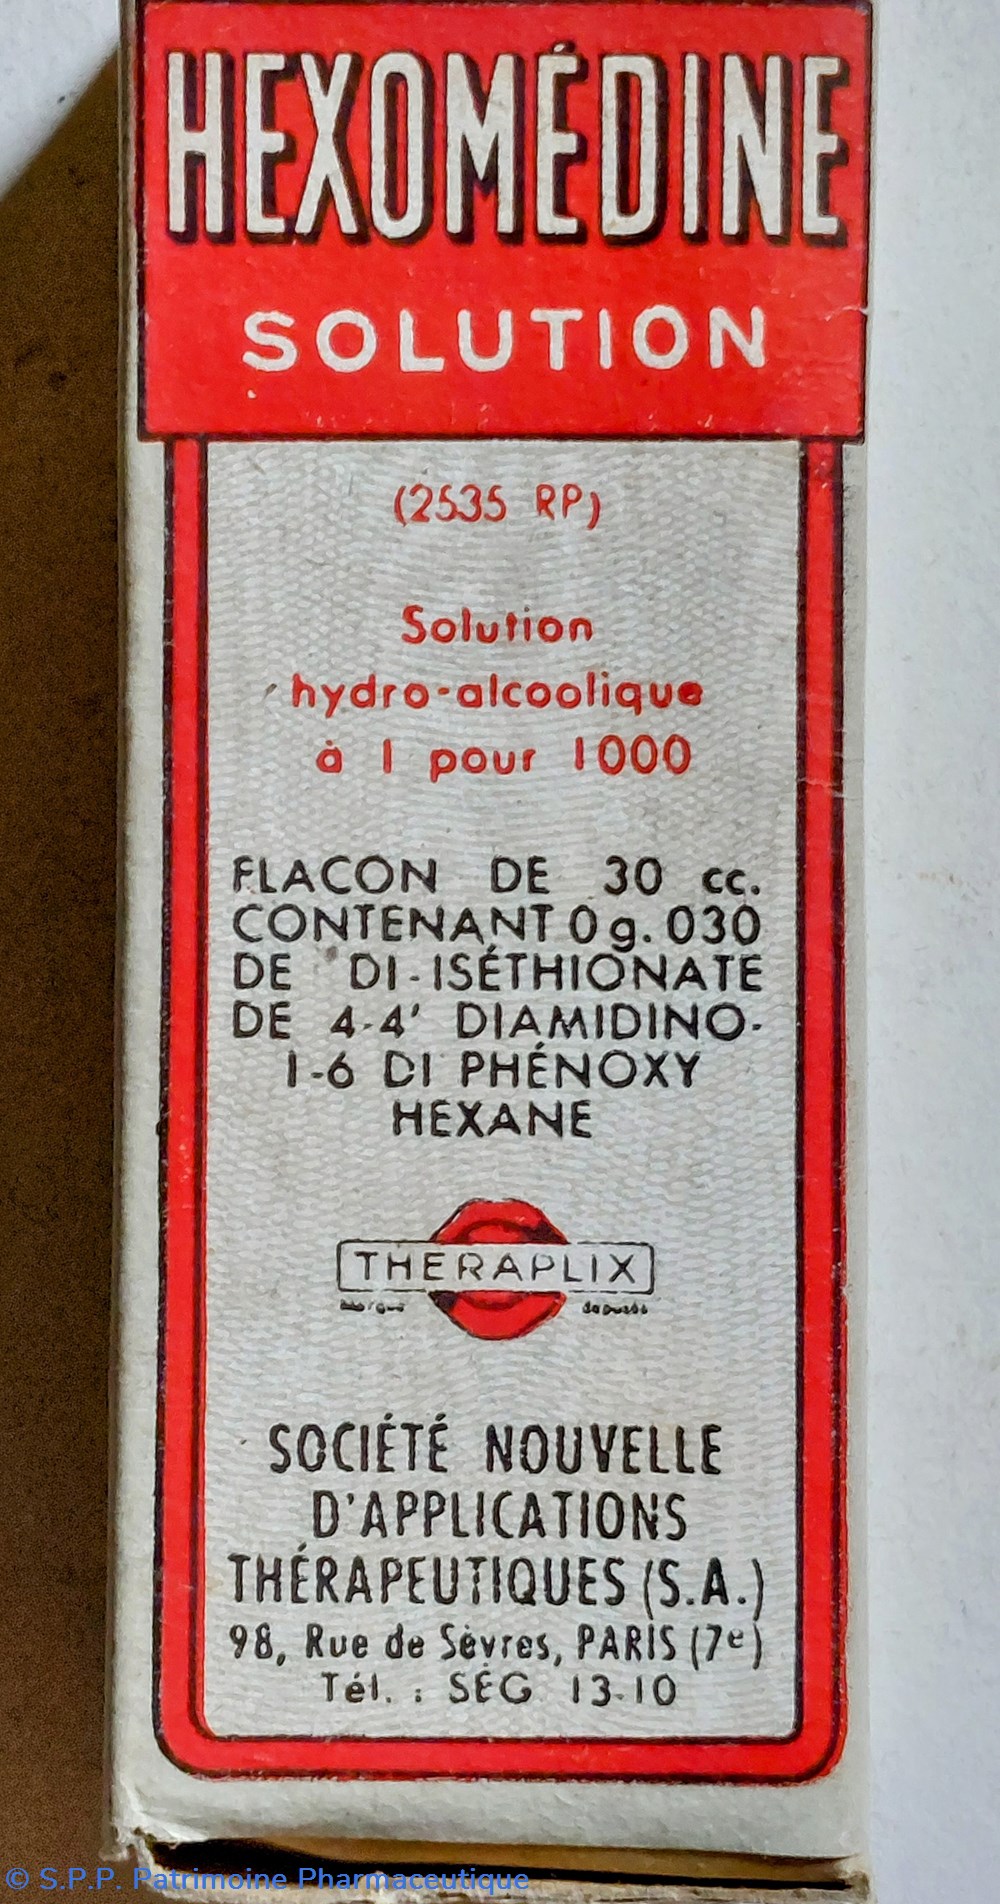 HEXOMÉDINE
SOLUTION
(2535 RP)
Solution
hydro-alcoolique
à 1 pour 1000
FLACON DE 30 cc.
CONTENANT 0 g. 030
DE DI-ISÉTHIONATE
DE 4-4' DIAMIDINO-
1-6 DI PHÉNOXY
HEXANE
THERAPLIX
SOCIÉTÉ NOUVELLE
D'APPLICATIONS
THÉRAPEUTIQUES (S.A.)
98, Rue de Sèvres, PARIS (7e)
Tél. : SÉG 13-10
© S.P.P. Patrimoine Pharmaceutique